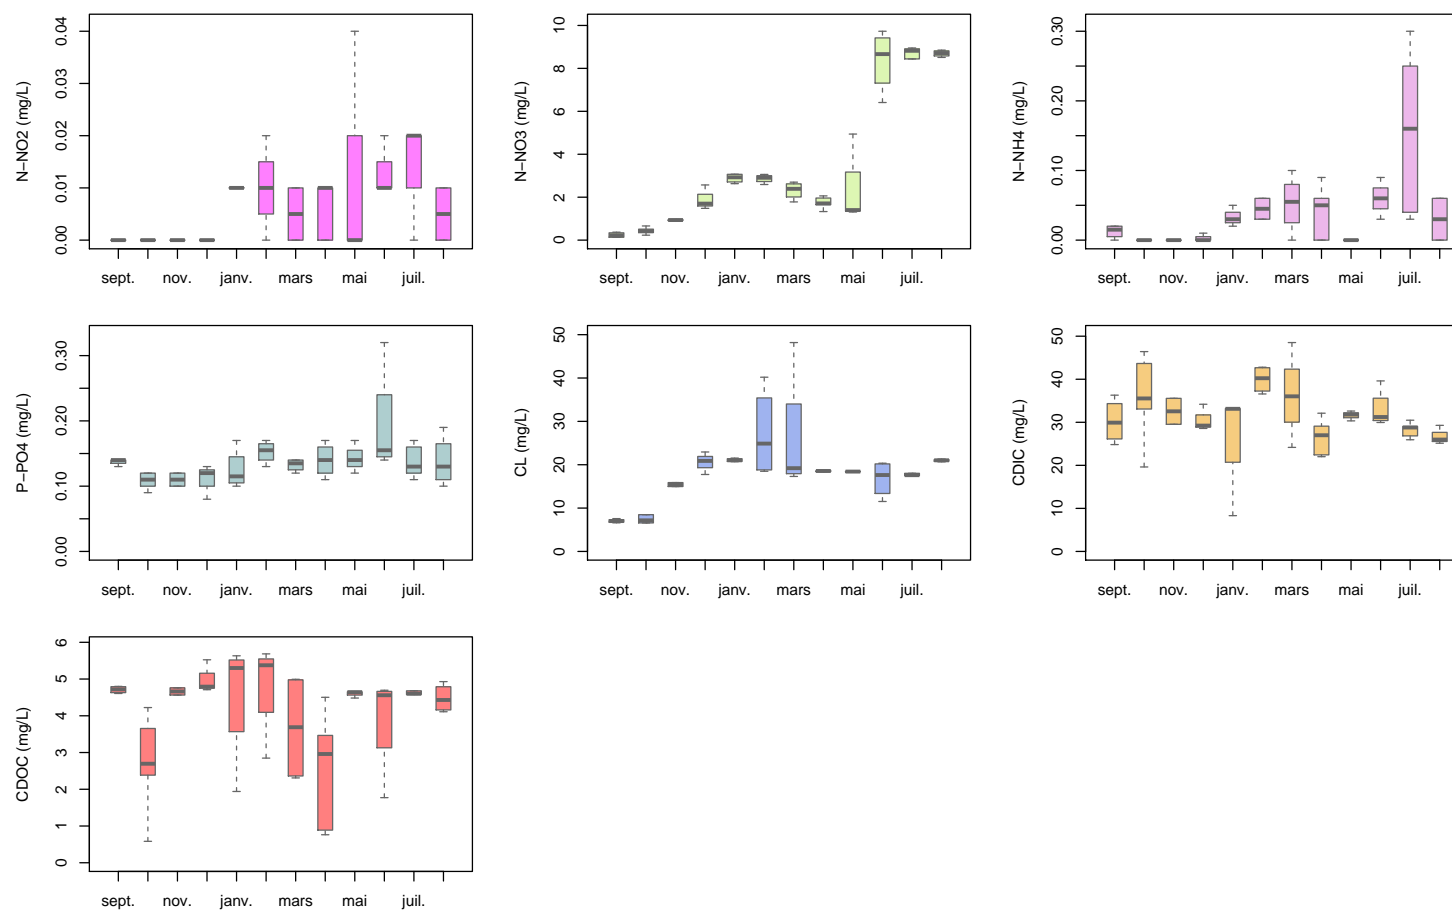 N−NO2 (mg/L)
0.00 0.01 0.02 0.03 0.04
sept. nov. janv. mars mai juil.
N−NO3 (mg/L)
0 2 4 6 8 10
sept. nov. janv. mars mai juil.
N−NH4 (mg/L)
0.00 0.10 0.20 0.30
sept. nov. janv. mars mai juil.
P−PO4 (mg/L)
0.00 0.10 0.20 0.30
sept. nov. janv. mars mai juil.
CL (mg/L)
0 10 20 30 40 50
sept. nov. janv. mars mai juil.
CDIC (mg/L)
0 10 20 30 40 50
sept. nov. janv. mars mai juil.
CDOC (mg/L)
0 1 2 3 4 5 6
sept. nov. janv. mars mai juil.